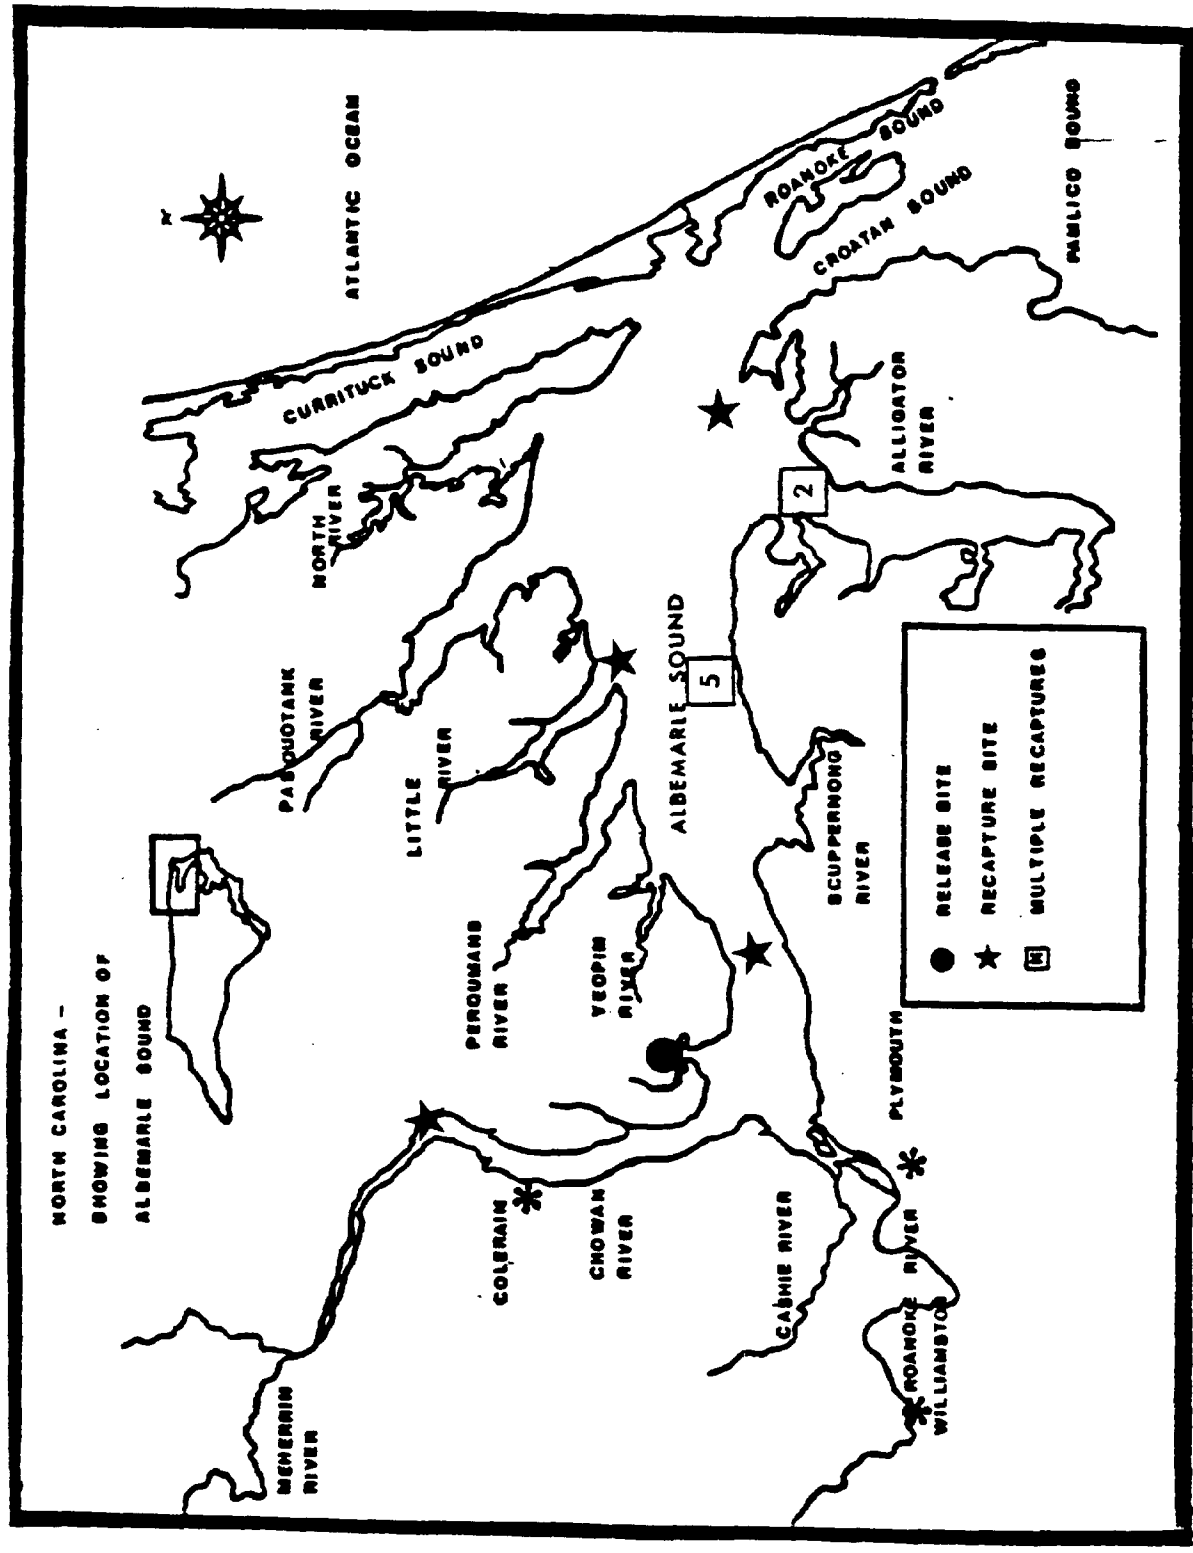 NORTH CAROLINA -
SHOWING LOCATION OF
ALBEMARLE SOUND
N
ATLANTIC OCEAN
MEHERRIN
RIVER
PASQUOTANK
RIVER
NORTH
RIVER
CURRITUCK SOUND
LITTLE
RIVER
PERQUIMANS
RIVER
YEOPIM
RIVER
COLERAIN
CHOWAN
RIVER
ALBEMARLE SOUND
5
2
ROANOKE SOUND
CROATAN SOUND
PAMLICO SOUND
ALLIGATOR
RIVER
SCUPPERNONG
RIVER
CASHIE RIVER
PLYMOUTH
ROANOKE RIVER
WILLIAMSTON
RELEASE SITE
RECAPTURE SITE
N MULTIPLE RECAPTURES